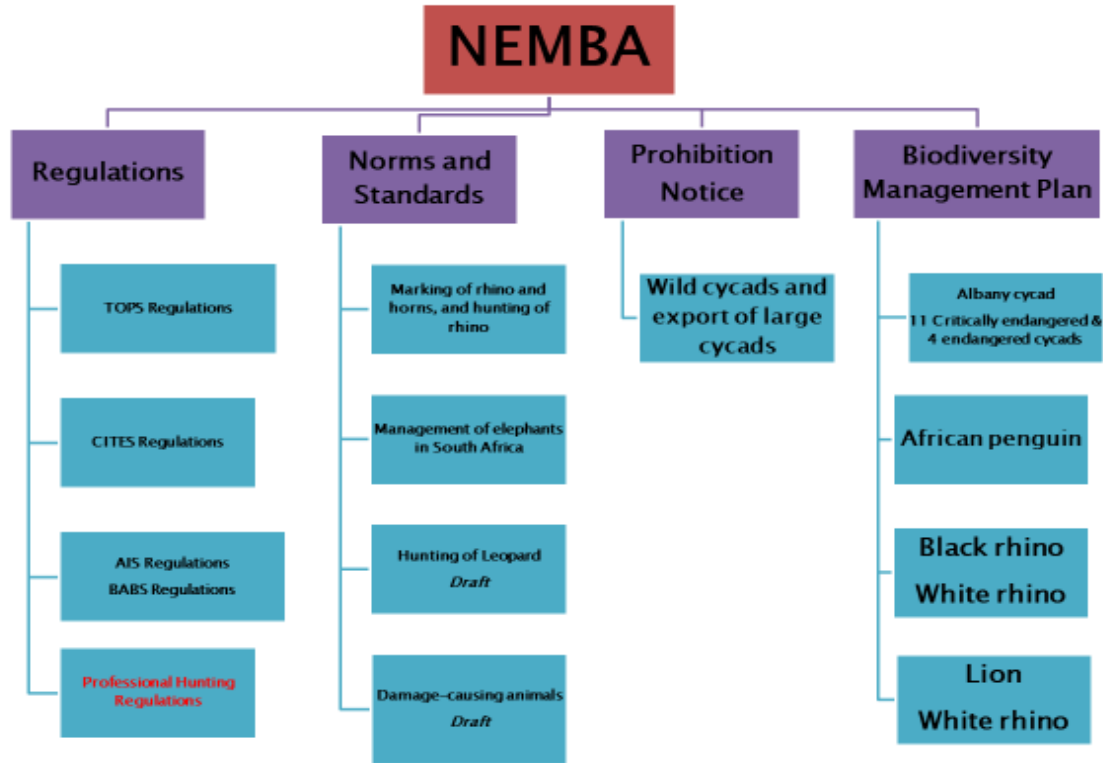 NEMBA
Regulations
TOPS Regulations
CITES Regulations
AIS Regulations
BABS Regulations
Professional Hunting
Regulations
Norms and
Standards
Marking of rhino and
horns, and hunting of
rhino
Management of elephants
in South Africa
Hunting of Leopard
Draft
Damage-causing animals
Draft
Prohibition
Notice
Wild cycads and
export of large
cycads
Biodiversity
Management Plan
Albany cycad
11 Critically endangered &
4 endangered cycads
African penguin
Black rhino
White rhino
Lion
White rhino